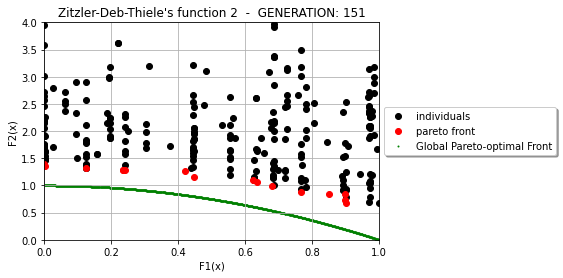 Zitzler-Deb-Thiele's function 2 - GENERATION: 151
4.0
3.5
3.0
2.5
2.0
1.5
1.0
0.5
0.0
F2(x)
0.0 0.2 0.4 0.6 0.8 1.0
F1(x)
individuals
pareto front
Global Pareto-optimal Front